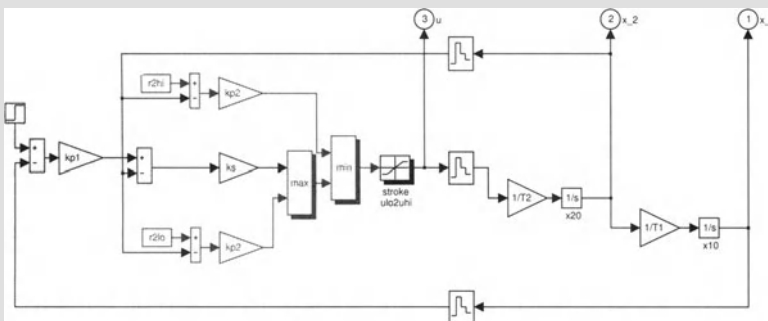 3 u
2 x_2
1 x_
r2hi
+
−
kp2
+
−
kp1
+
−
ks
max
min
stroke
ulo2uhi
1/T2
1/s
x20
1/T1
1/s
x10
r2lo
+
−
kp2